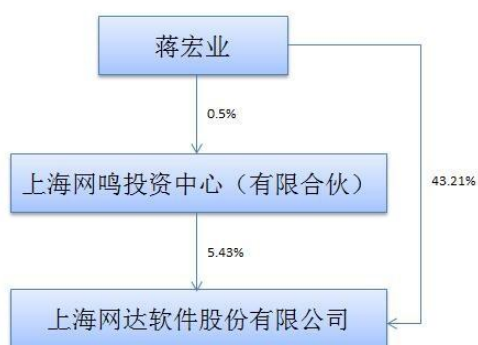 蒋宏业
0.5%
上海网鸣投资中心（有限合伙）
43.21%
5.43%
上海网达软件股份有限公司